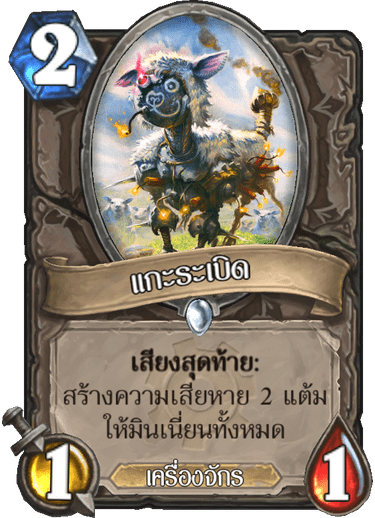 2
แกะระเบิด
เสียงสุดท้าย:
สร้างความเสียหาย 2 แต้ม
ให้มินเนี่ยนทั้งหมด
1
เครื่องจักร
1